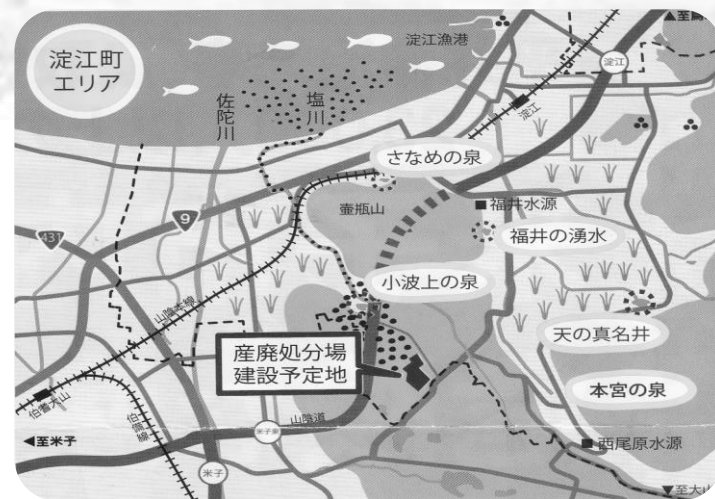 淀江町
エリア
淀江漁港
佐陀川
塩川
淀江
淀江
さなめの泉
9
431
壷瓶山
福井水源
福井の湧水
小波上の泉
山陰本線
天の真名井
産廃処分場
建設予定地
本宮の泉
伯耆大山
伯備線
山陰道
米子東
◀至米子
西尾原水源
米子
▼至大山